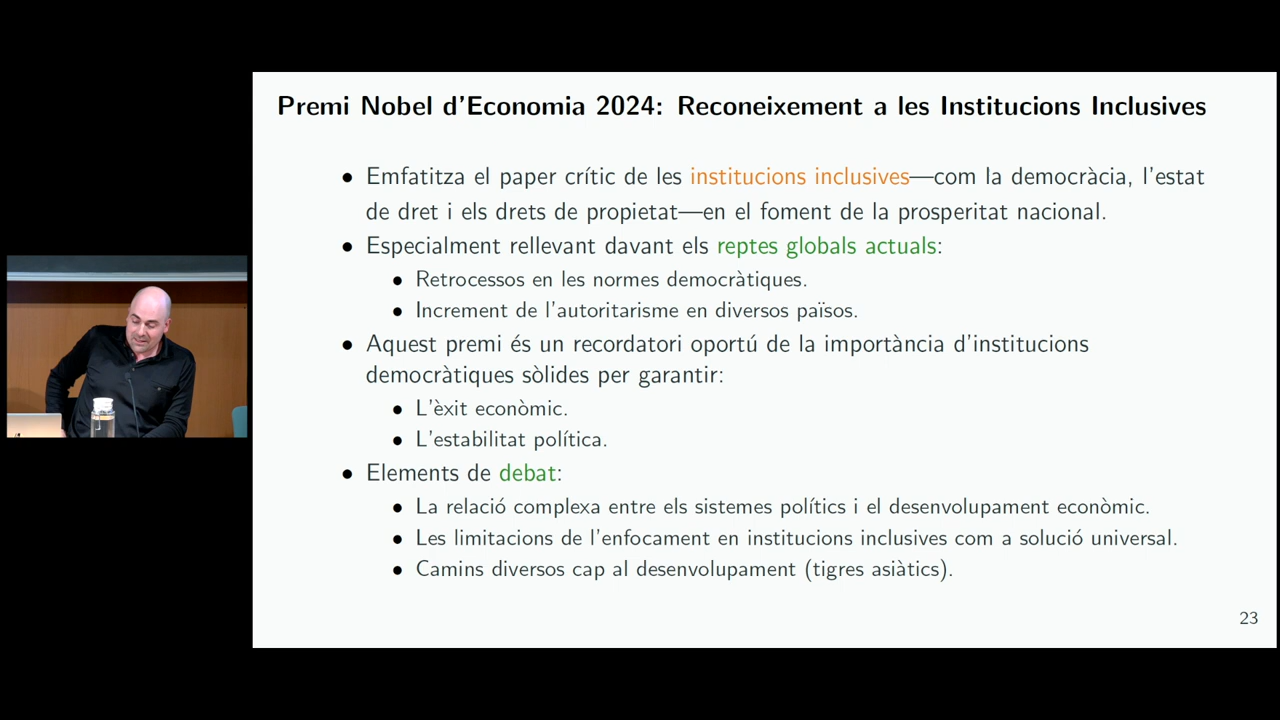 Premi Nobel d'Economia 2024: Reconeixement a les Institucions Inclusives
• Emfatitza el paper crític de les institucions inclusives—com la democràcia, l'estat
de dret i els drets de propietat—en el foment de la prosperitat nacional.
• Especialment rellevant davant els reptes globals actuals:
• Retrocessos en les normes democràtiques.
• Increment de l'autoritarisme en diversos països.
• Aquest premi és un recordatori oportú de la importància d'institucions
democràtiques sòlides per garantir:
• L'èxit econòmic.
• L'estabilitat política.
• Elements de debat:
• La relació complexa entre els sistemes polítics i el desenvolupament econòmic.
• Les limitacions de l'enfocament en institucions inclusives com a solució universal.
• Camins diversos cap al desenvolupament (tigres asiàtics).
23